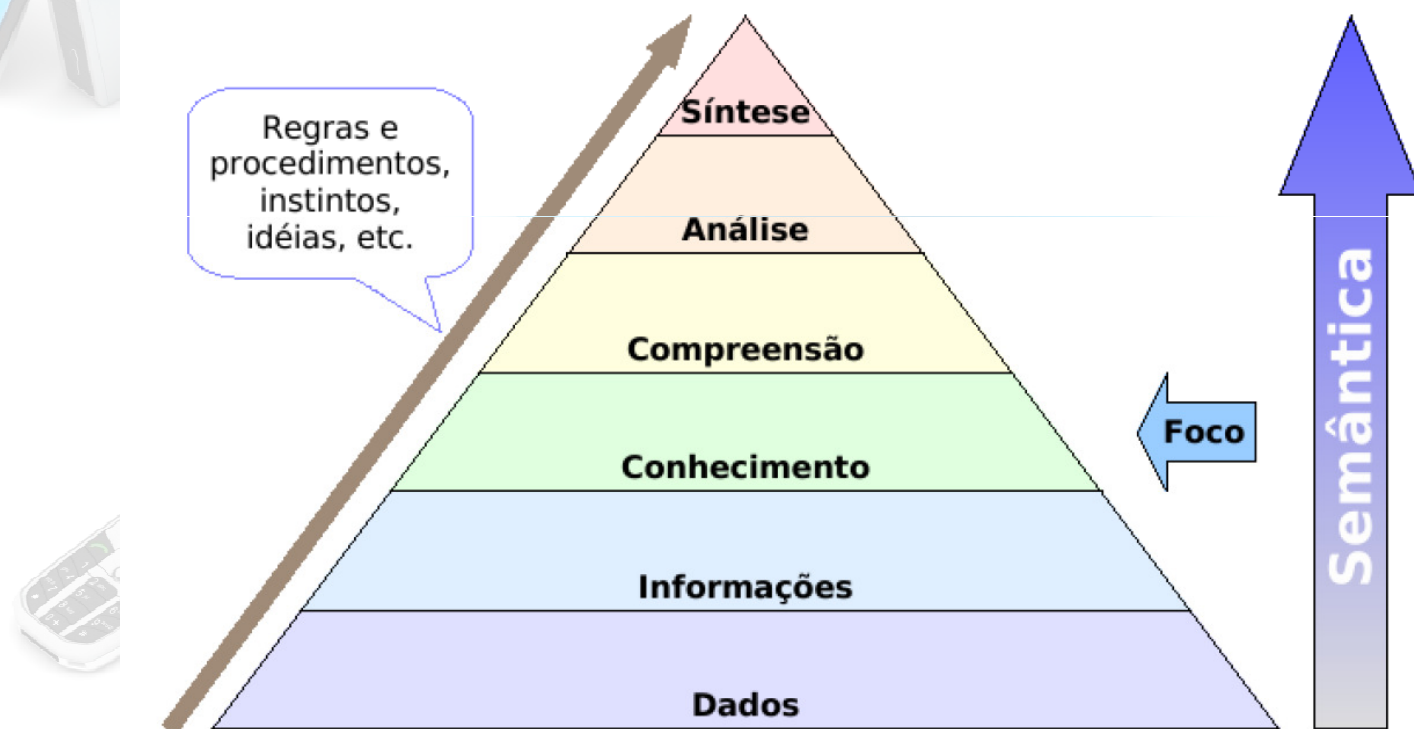 Regras e
procedimentos,
instintos,
idéias, etc.
Síntese
Análise
Compreensão
Conhecimento
Informações
Dados
Foco
Semântica